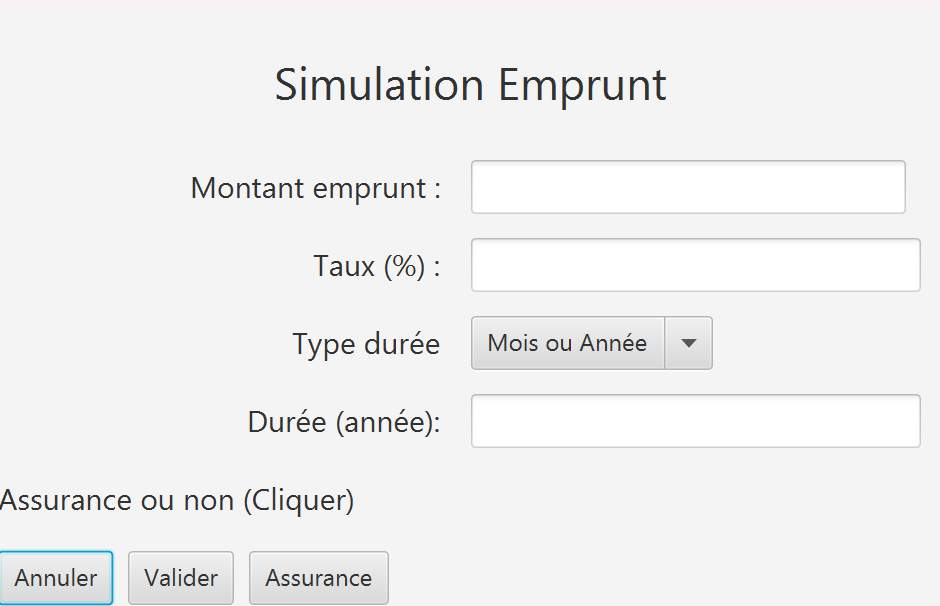 Simulation Emprunt
Montant emprunt :
Taux (%) :
Type durée Mois ou Année
Durée (année):
Assurance ou non (Cliquer)
Annuler Valider Assurance